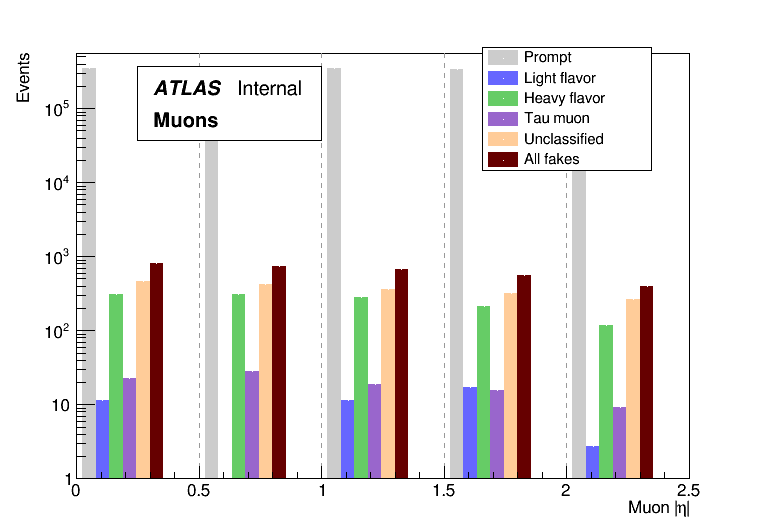 Events
ATLAS Internal
Muons
Prompt
Light flavor
Heavy flavor
Tau muon
Unclassified
All fakes
10⁵
10⁴
10³
10²
10
1
0 0.5 1 1.5 2 2.5
Muon |η|